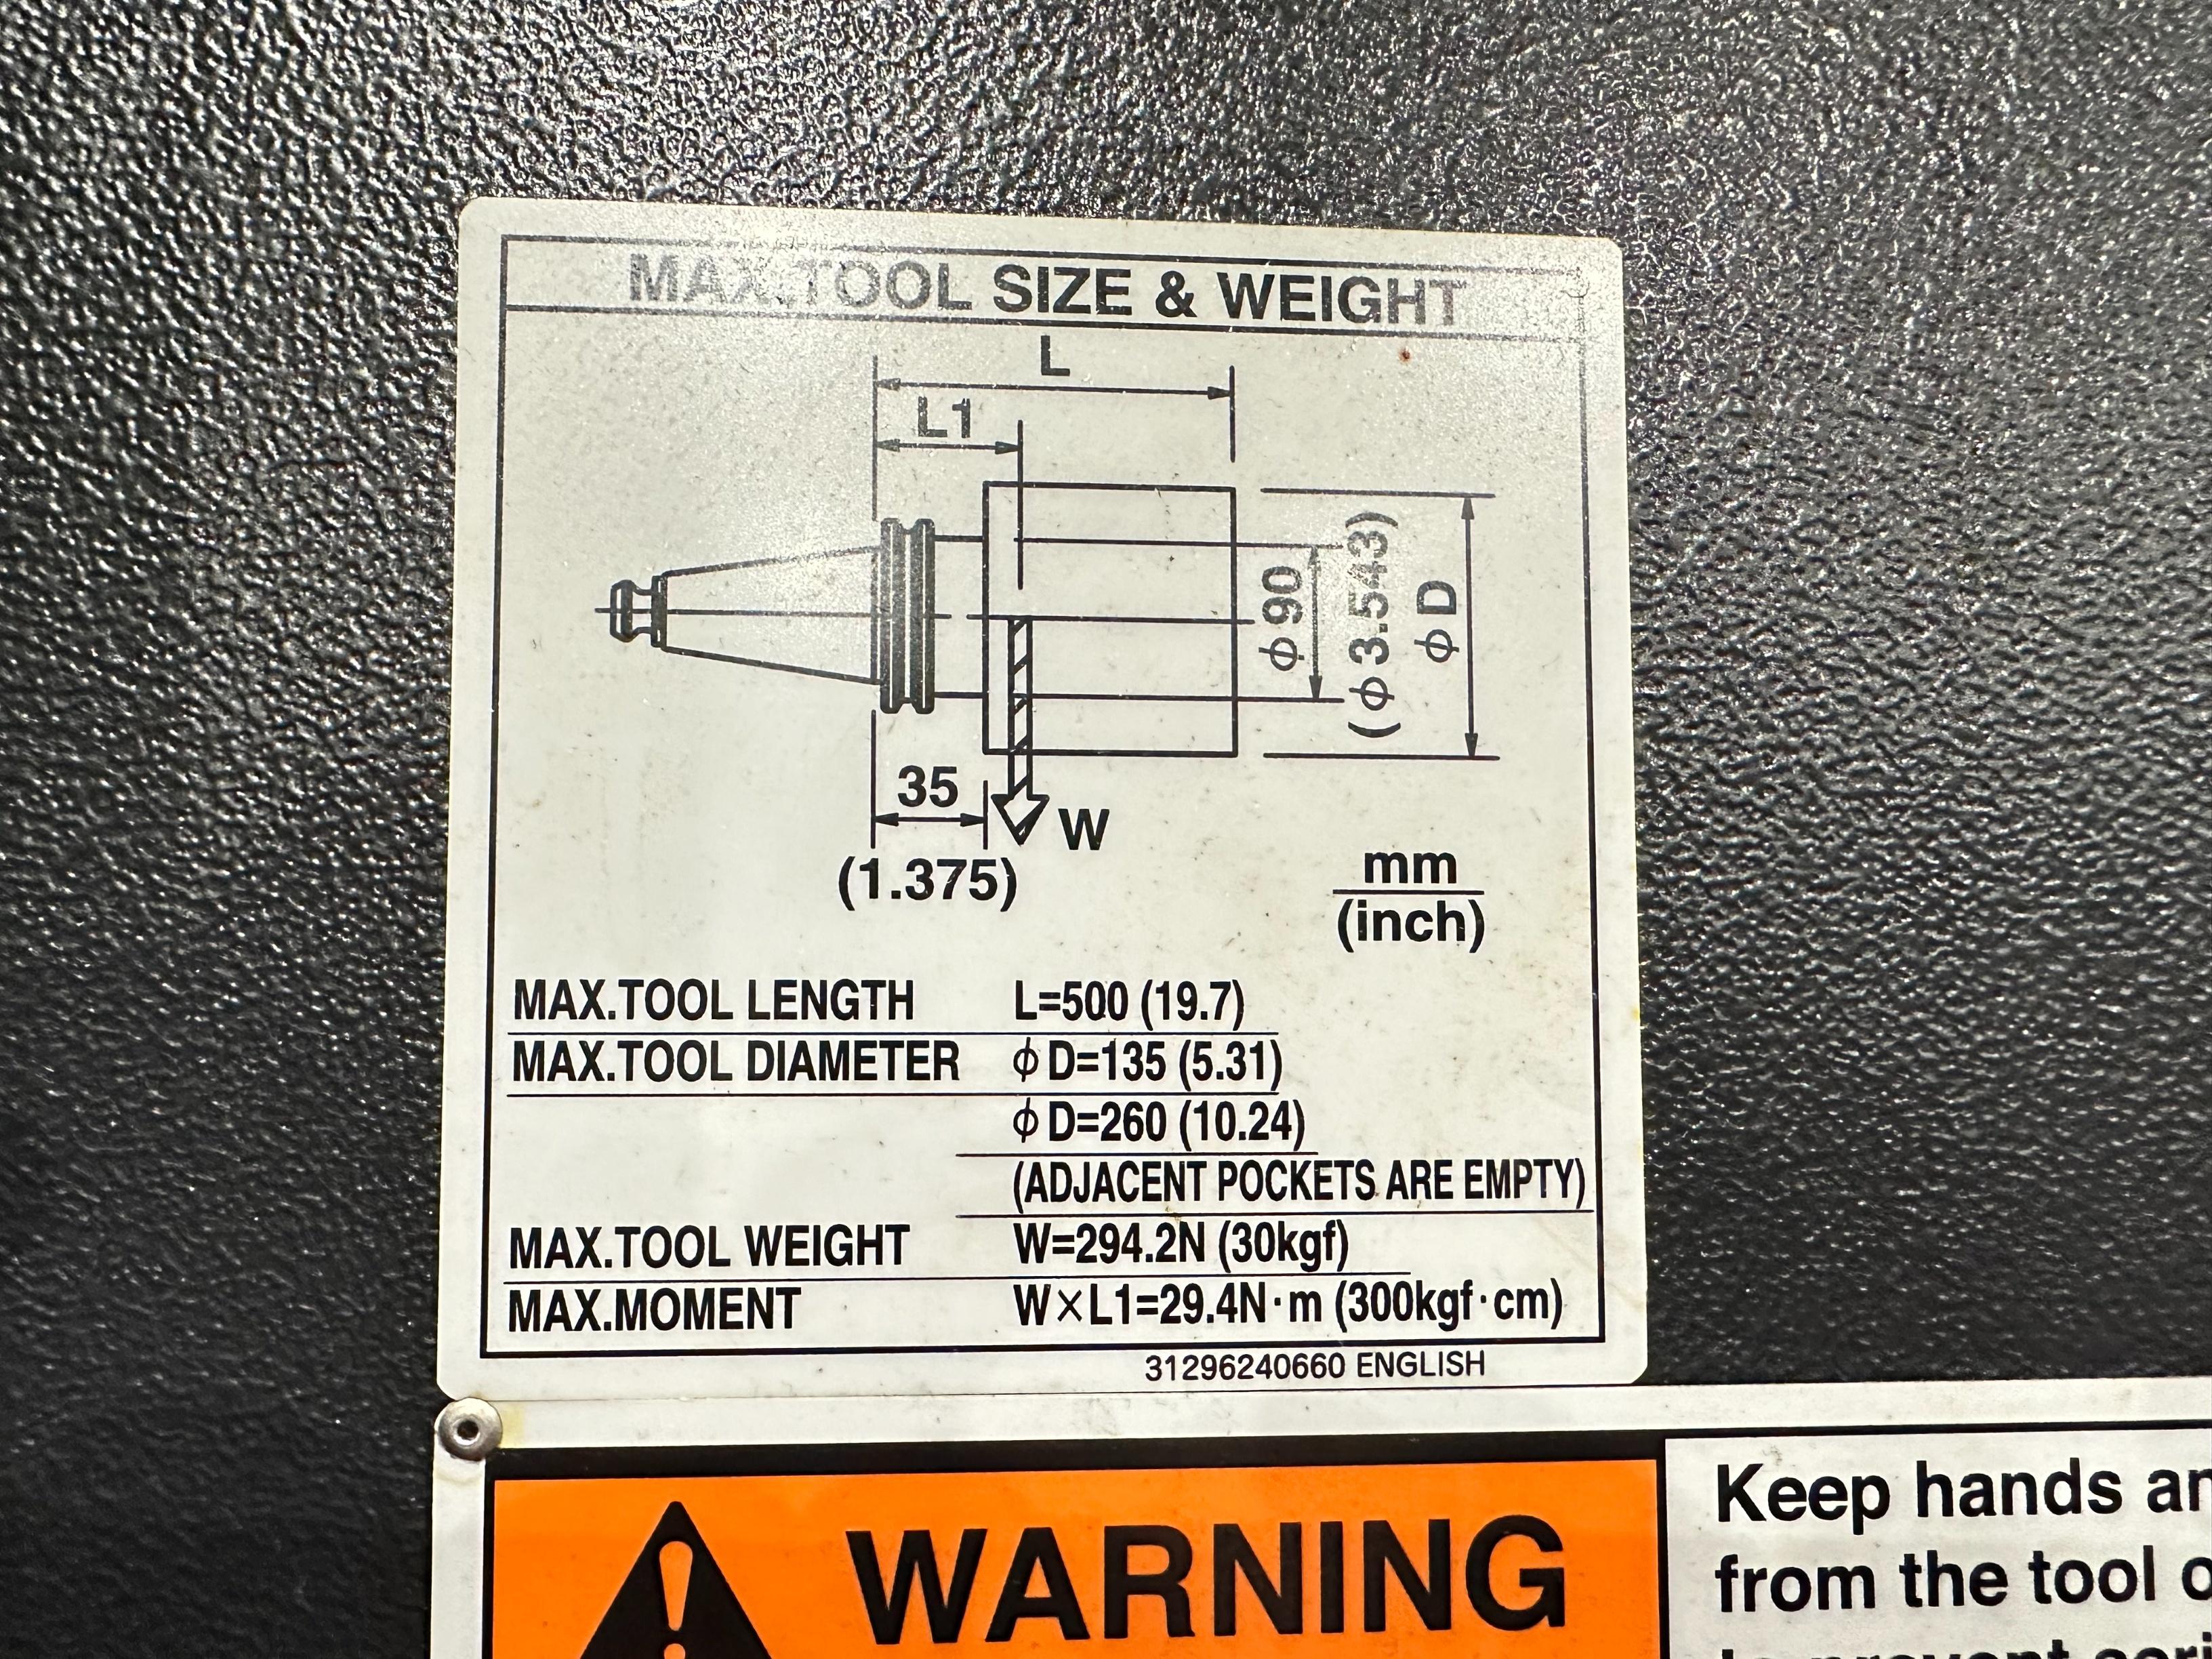 MAX.TOOL SIZE & WEIGHT
L
L1
φ90
(φ3.543)
φD
35
(1.375)
W
mm
(inch)
MAX.TOOL LENGTH L=500 (19.7)
MAX.TOOL DIAMETER φD=135 (5.31)
φD=260 (10.24)
(ADJACENT POCKETS ARE EMPTY)
MAX.TOOL WEIGHT W=294.2N (30kgf)
MAX.MOMENT W×L1=29.4N·m (300kgf·cm)
31296240660 ENGLISH
WARNING
Keep hands
from the tool